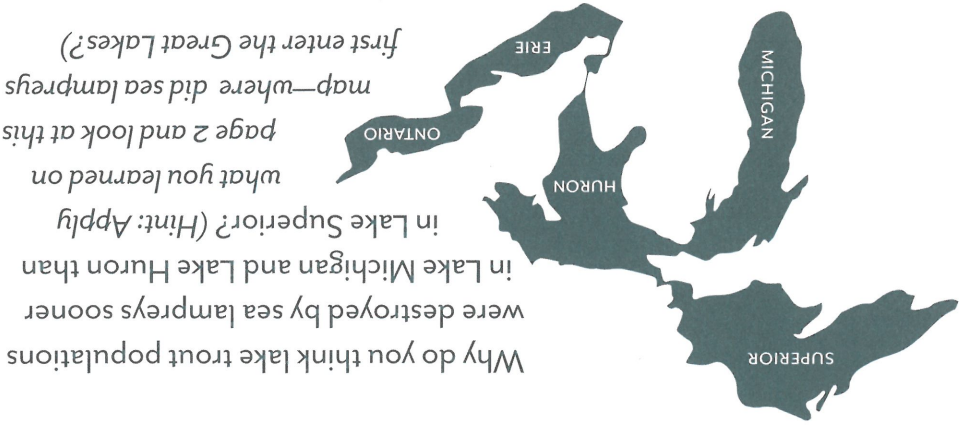 Why do you think lake trout populations
were destroyed by sea lampreys sooner
in Lake Michigan and Lake Huron than
in Lake Superior? (Hint: Apply
what you learned on
page 2 and look at this
map—where did sea lampreys
first enter the Great Lakes?)
SUPERIOR
HURON
MICHIGAN
ONTARIO
ERIE